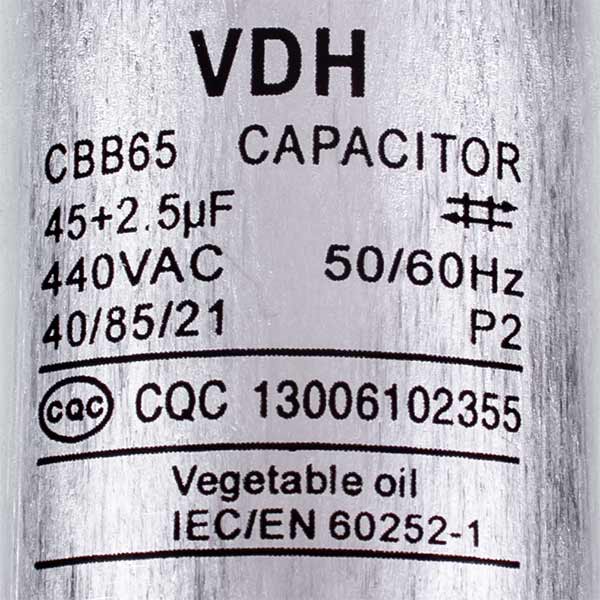 VDH
CBB65 CAPACITOR
45+2.5µF
440VAC 50/60Hz
40/85/21 P2
CQC CQC 13006102355
Vegetable oil
IEC/EN 60252-1